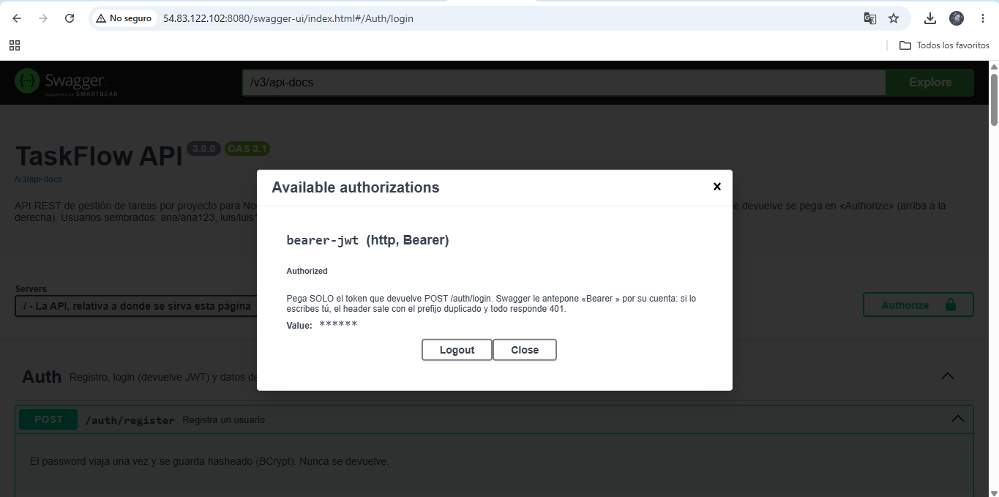 No seguro
54.83.122.102:8080/swagger-ui/index.html#/Auth/login
Todos los favoritos
Swagger.
Supported by SMARTBEAR
/v3/api-docs
Explore
TaskFlow API 3.0.0 OAS 3.1
/v3/api-docs
API REST de gestión de tareas por proyecto para No
e devuelve se pega en «Authorize» (arriba a la
derecha). Usuarios sembrados: ana/ana123, luis/luis
Available authorizations
bearer-jwt (http, Bearer)
Authorized
Pega SOLO el token que devuelve POST /auth/login. Swagger le antepone «Bearer » por su cuenta: si lo
escribes tú, el header sale con el prefijo duplicado y todo responde 401.
Value: ******
Logout
Close
Servers
/ - La API, relativa a donde se sirva esta página
Authorize
Auth Registro, login (devuelve JWT) y datos de
POST /auth/register Registra un usuario
El password viaja una vez y se guarda hasheado (BCrypt). Nunca se devuelve.